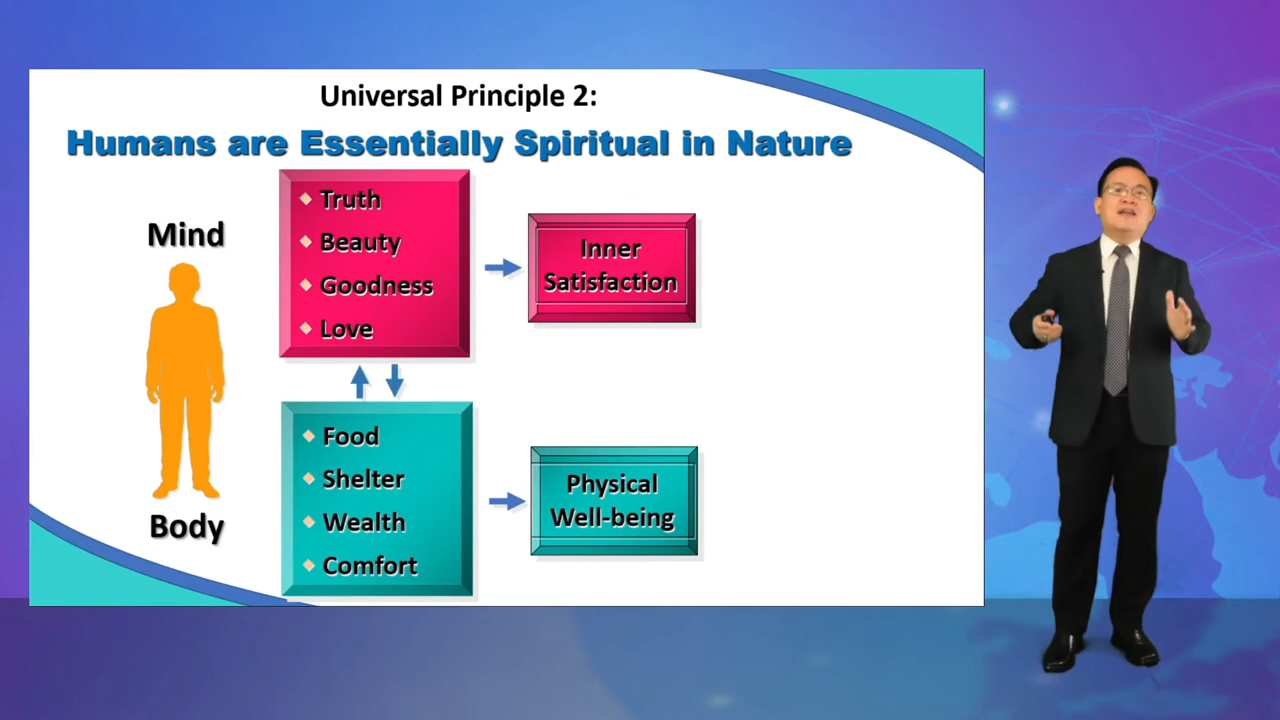 Universal Principle 2:
Humans are Essentially Spiritual in Nature
Mind
Truth
Beauty
Goodness
Love
Inner
Satisfaction
Body
Food
Shelter
Wealth
Comfort
Physical
Well-being